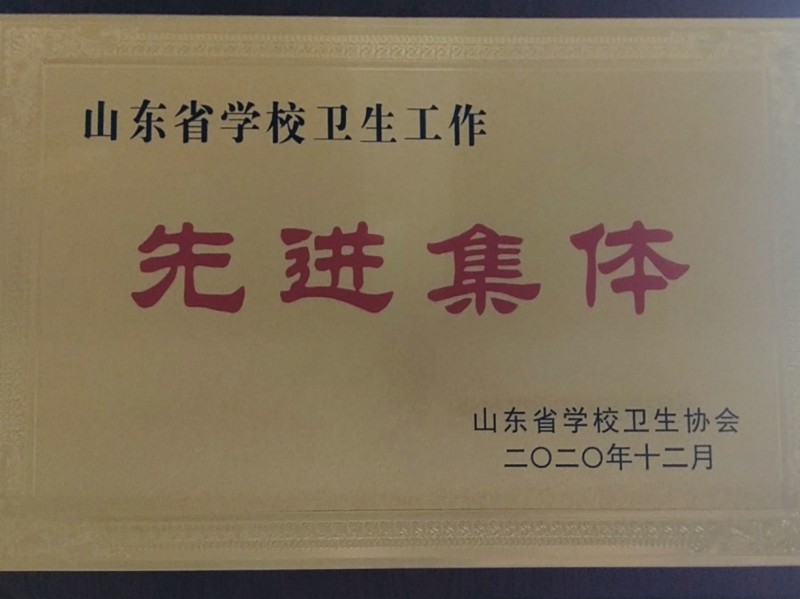 山东省学校卫生工作
先进集体
山东省学校卫生协会
二〇二〇年十二月